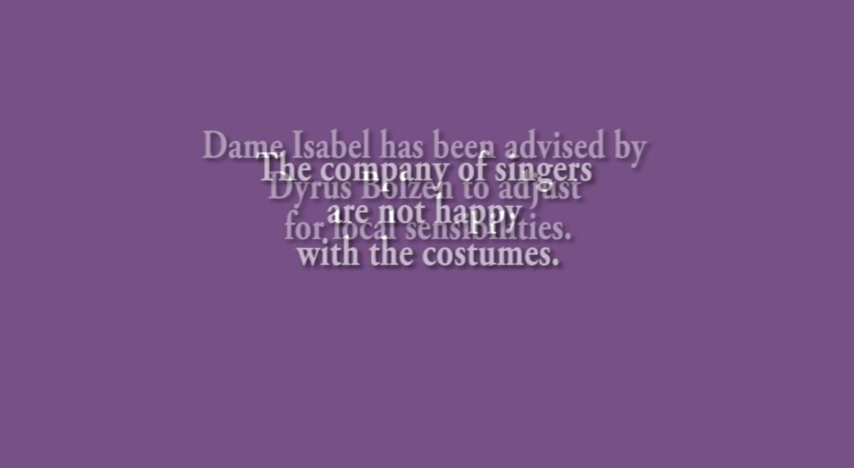 Dame Isabel has been advised by
Dyrus Bolzen to adjust
for local sensibilities.
The company of singers
are not happy
with the costumes.